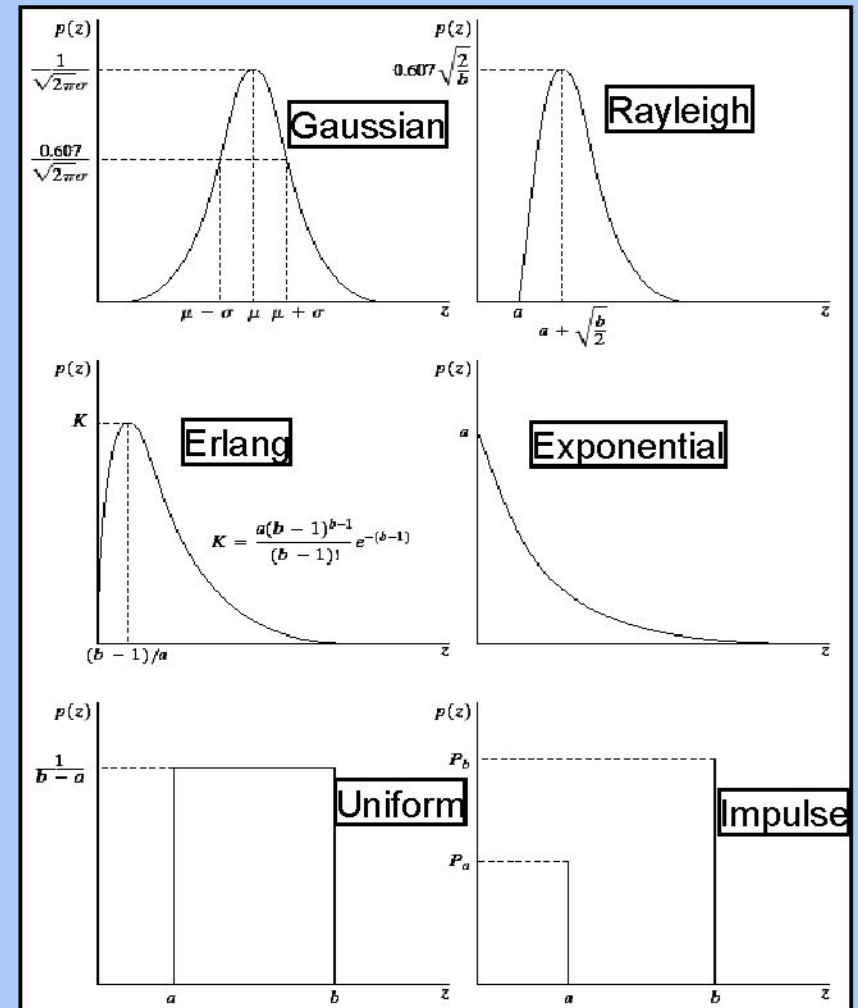 p(z)
1/√2πσ
Gaussian
0.607/√2πσ
μ − σ μ μ + σ z
p(z)
0.607√2/b
Rayleigh
a z
a + √b/2
p(z)
K
Erlang
K = a(b − 1)^b−1/(b − 1)! e^−(b−1)
(b − 1)/a z
p(z)
a
Exponential
z
p(z)
1/b − a
Uniform
a b z
p(z)
P_b
Impulse
P_a
a b z